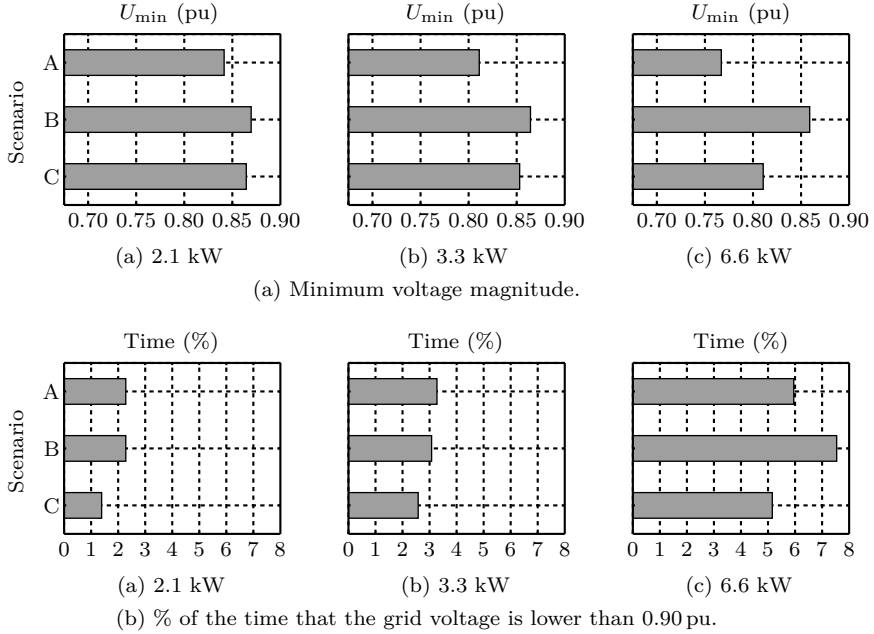 U_min (pu) U_min (pu) U_min (pu)
Scenario
A
B
C
0.70 0.75 0.80 0.85 0.90 0.70 0.75 0.80 0.85 0.90 0.70 0.75 0.80 0.85 0.90
(a) 2.1 kW (b) 3.3 kW (c) 6.6 kW
(a) Minimum voltage magnitude.
Time (%) Time (%) Time (%)
Scenario
A
B
C
0 1 2 3 4 5 6 7 8 0 1 2 3 4 5 6 7 8 0 1 2 3 4 5 6 7 8
(a) 2.1 kW (b) 3.3 kW (c) 6.6 kW
(b) % of the time that the grid voltage is lower than 0.90 pu.